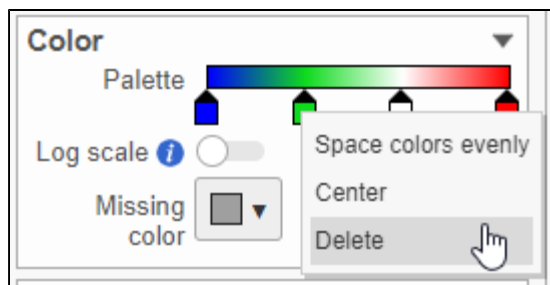 Color
Palette
Log scale i
Space colors evenly
Center
Missing
color
Delete